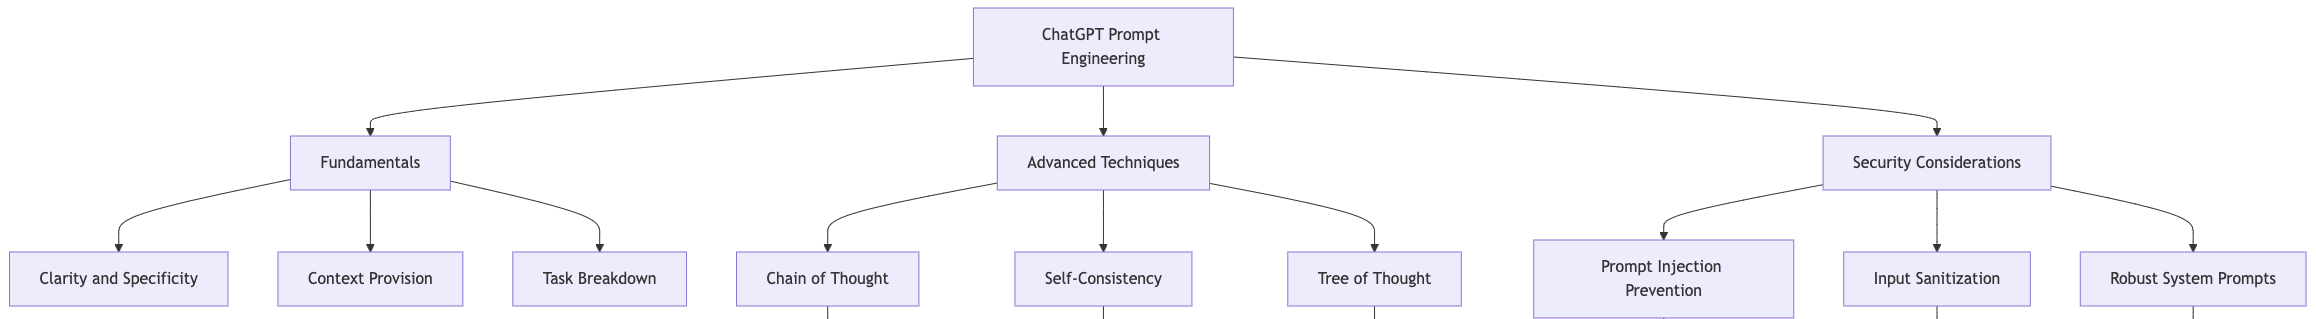 ChatGPT Prompt
Engineering
Fundamentals
Advanced Techniques
Security Considerations
Clarity and Specificity
Context Provision
Task Breakdown
Chain of Thought
Self-Consistency
Tree of Thought
Prompt Injection
Prevention
Input Sanitization
Robust System Prompts